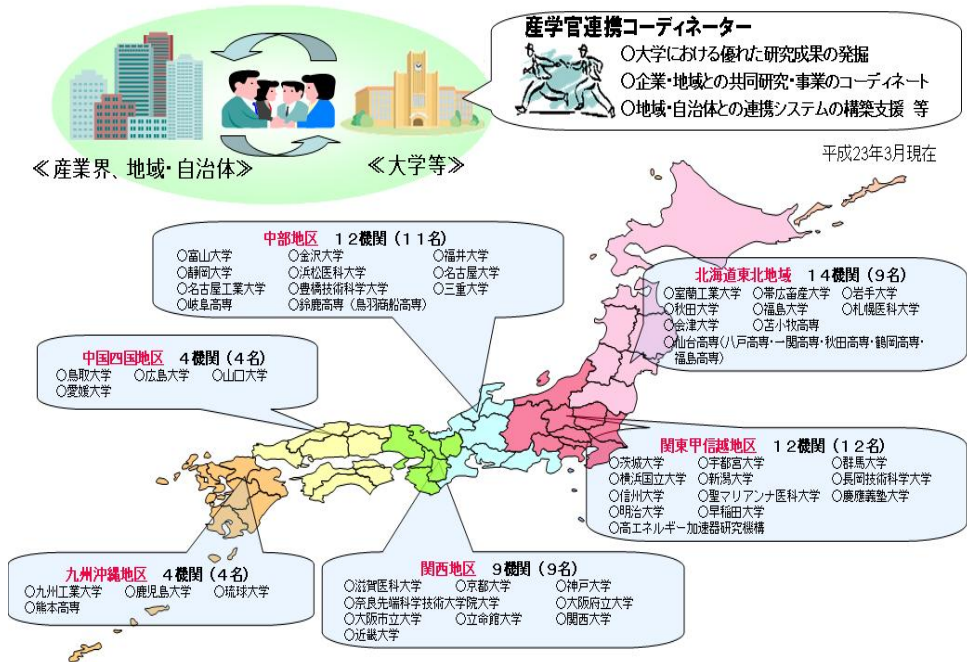 産学官連携コーディネーター
○大学における優れた研究成果の発掘
○企業・地域との共同研究・事業のコーディネート
○地域・自治体との連携システムの構築支援 等
≪産業界、地域・自治体≫
≪大学等≫
平成23年3月現在
中部地区 12機関(11名)
○富山大学 ○金沢大学 ○福井大学
○静岡大学 ○浜松医科大学 ○名古屋大学
○名古屋工業大学 ○豊橋技術科学大学 ○三重大学
○岐阜高専 ○鈴鹿高専(鳥羽商船高専)
北海道東北地域 14機関(9名)
○室蘭工業大学 ○帯広畜産大学 ○岩手大学
○秋田大学 ○福島大学 ○札幌医科大学
○会津大学 ○苫小牧高専
○仙台高専(八戸高専・一関高専・秋田高専・鶴岡高専・
福島高専)
中国四国地区 4機関(4名)
○鳥取大学 ○広島大学 ○山口大学
○愛媛大学
関東甲信越地区 12機関(12名)
○茨城大学 ○宇都宮大学 ○群馬大学
○横浜国立大学 ○新潟大学 ○長岡技術科学大学
○信州大学 ○聖マリアンナ医科大学 ○慶應義塾大学
○明治大学 ○早稲田大学
○高エネルギー加速器研究機構
九州沖縄地区 4機関(4名)
○九州工業大学 ○鹿児島大学 ○琉球大学
○熊本高専
関西地区 9機関(9名)
○滋賀医科大学 ○京都大学 ○神戸大学
○奈良先端科学技術大学院大学 ○大阪府立大学
○大阪市立大学 ○立命館大学 ○関西大学
○近畿大学